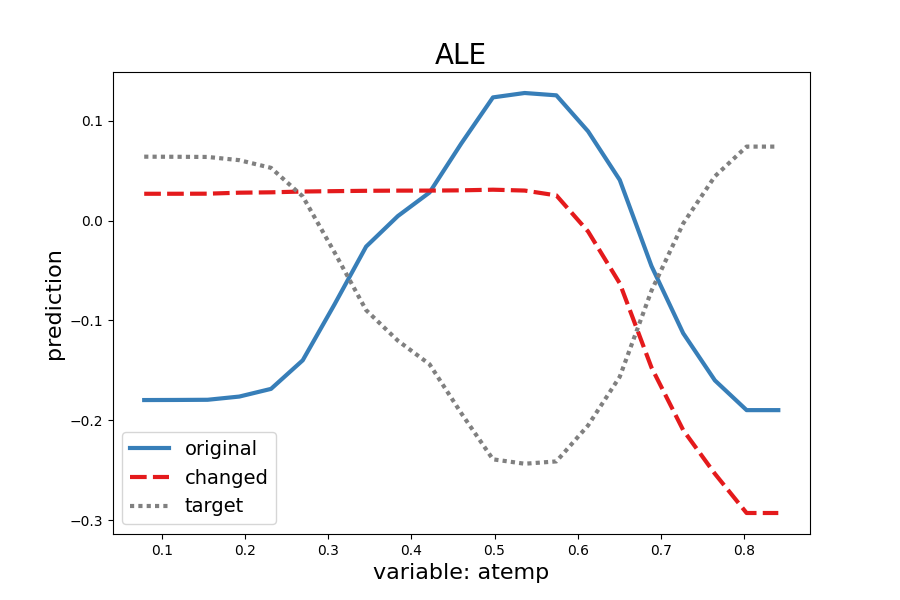 ALE
prediction
0.1
0.0
−0.1
−0.2
−0.3
original
changed
target
0.1 0.2 0.3 0.4 0.5 0.6 0.7 0.8
variable: atemp